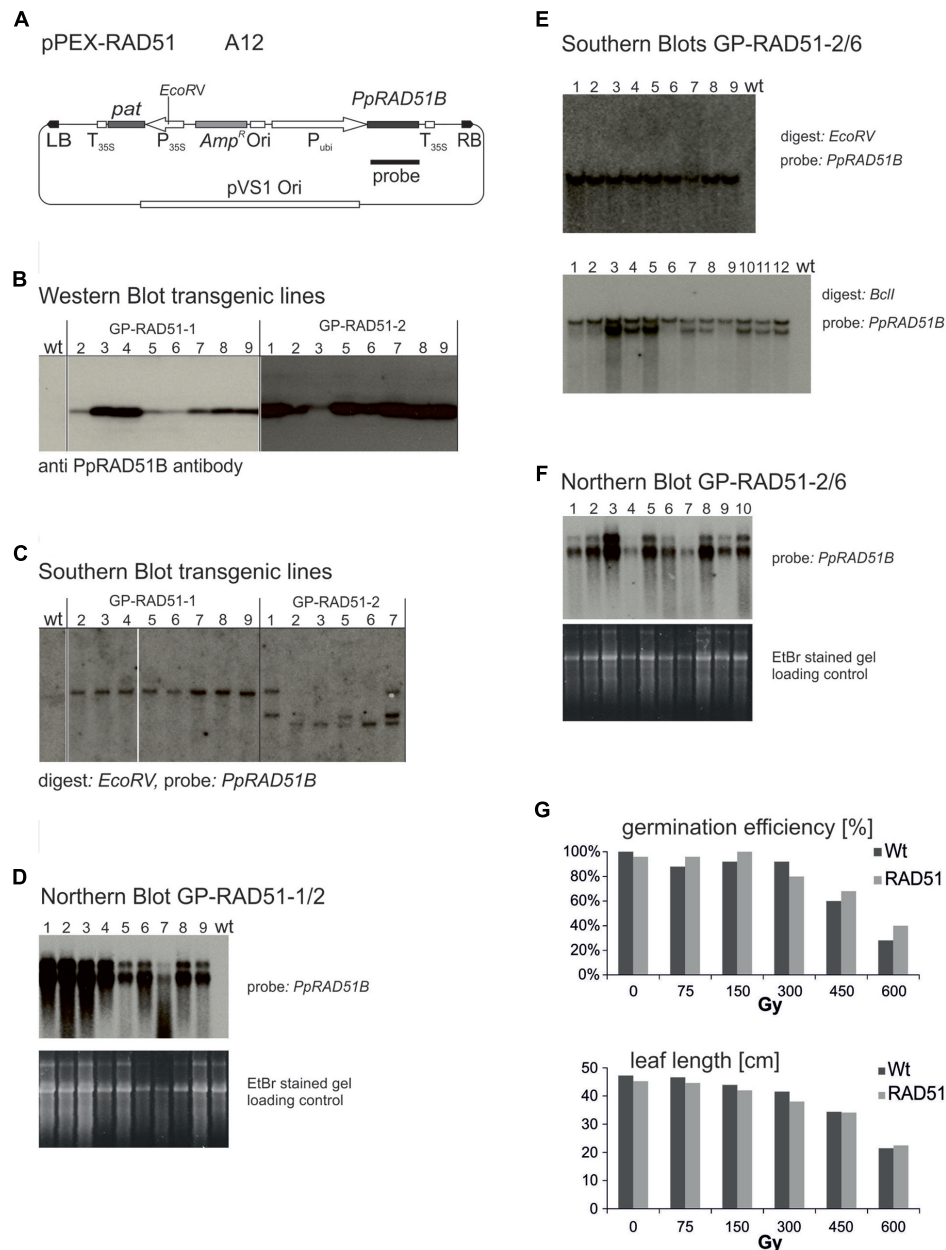 A
pPEX-RAD51 A12
EcoRV
pat
PpRAD51B
LB T35S P35S AmpR Ori Pubi T35S RB
probe
pVS1 Ori
B
Western Blot transgenic lines
GP-RAD51-1 GP-RAD51-2
wt 2 3 4 5 6 7 8 9 1 2 3 5 6 7 8 9
anti PpRAD51B antibody
C
Southern Blot transgenic lines
GP-RAD51-1 GP-RAD51-2
wt 2 3 4 5 6 7 8 9 1 2 3 5 6 7
digest: EcoRV, probe: PpRAD51B
D
Northern Blot GP-RAD51-1/2
1 2 3 4 5 6 7 8 9 wt
probe: PpRAD51B
EtBr stained gel
loading control
E
Southern Blots GP-RAD51-2/6
1 2 3 4 5 6 7 8 9 wt
digest: EcoRV
probe: PpRAD51B
1 2 3 4 5 6 7 8 9 10 11 12 wt
digest: BclI
probe: PpRAD51B
F
Northern Blot GP-RAD51-2/6
1 2 3 4 5 6 7 8 9 10
probe: PpRAD51B
EtBr stained gel
loading control
G
germination efficiency [%]
100%
80%
60%
40%
20%
0%
Wt
RAD51
0 75 150 300 450 600
Gy
leaf length [cm]
50
40
30
20
10
0
Wt
RAD51
0 75 150 300 450 600
Gy